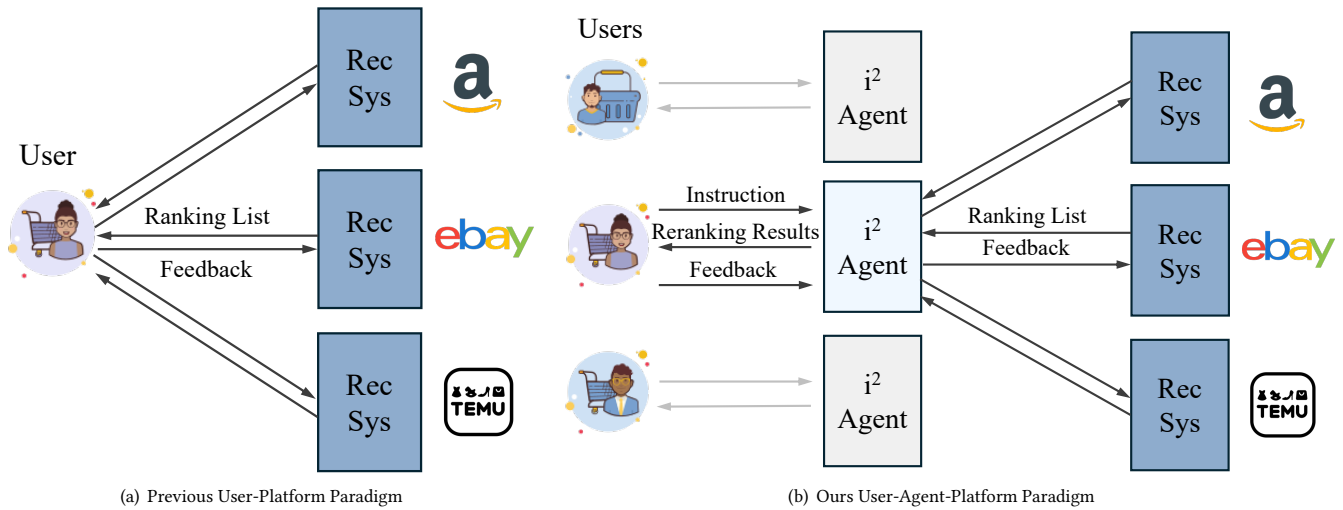 User
Rec
Sys
a
Ranking List
Feedback
Rec
Sys
ebay
Rec
Sys
TEMU
(a) Previous User-Platform Paradigm
Users
i²
Agent
Instruction
Reranking Results
Feedback
i²
Agent
i²
Agent
Rec
Sys
a
Ranking List
Feedback
Rec
Sys
ebay
Rec
Sys
TEMU
(b) Ours User-Agent-Platform Paradigm